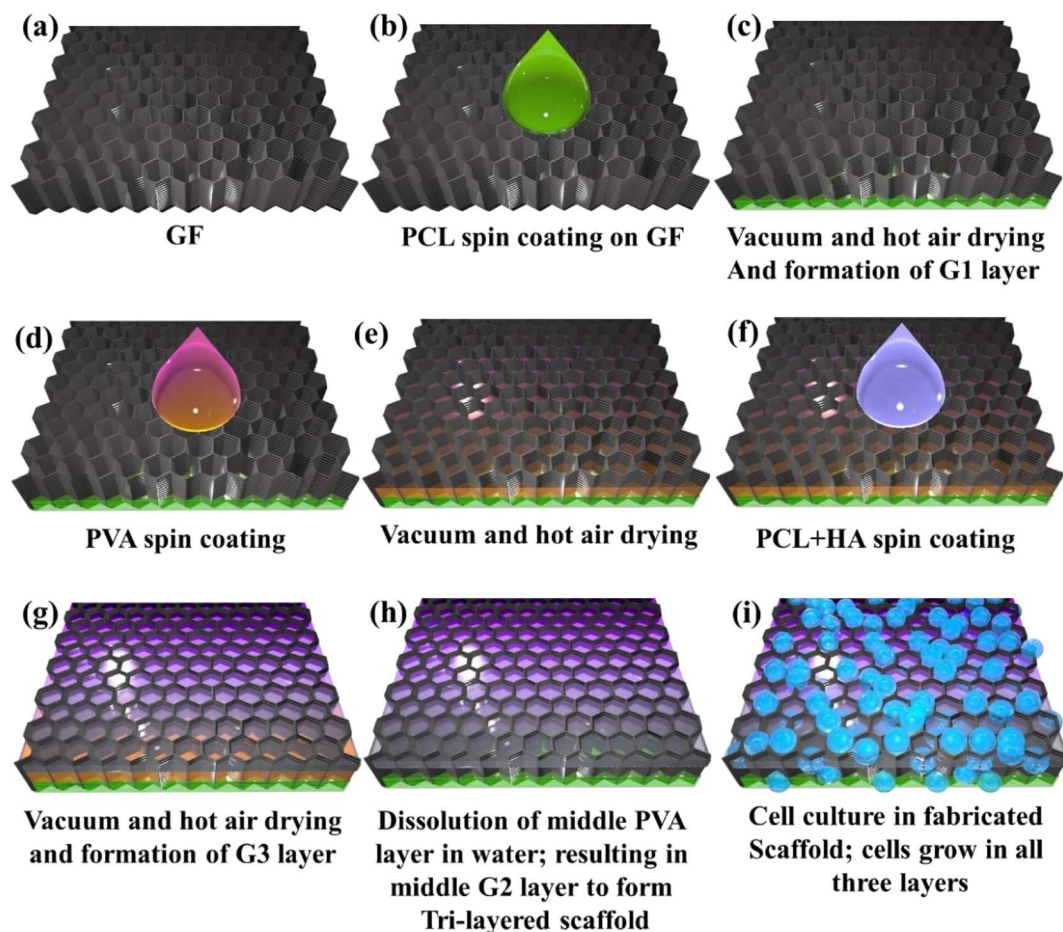 (a)
(b)
(c)
GF
PCL spin coating on GF
Vacuum and hot air drying
And formation of G1 layer
(d)
(e)
(f)
PVA spin coating
Vacuum and hot air drying
PCL+HA spin coating
(g)
(h)
(i)
Vacuum and hot air drying
and formation of G3 layer
Dissolution of middle PVA
layer in water; resulting in
middle G2 layer to form
Tri-layered scaffold
Cell culture in fabricated
Scaffold; cells grow in all
three layers